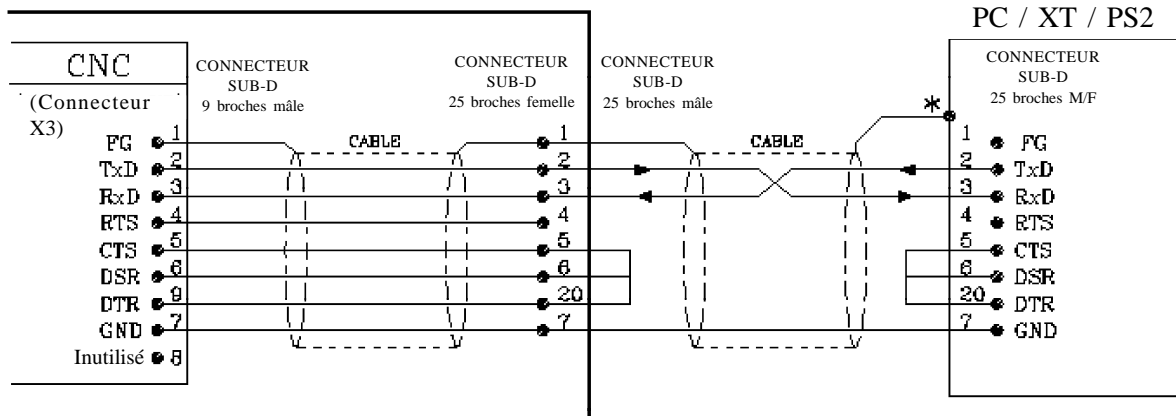 PC / XT / PS2
CNC
(Connecteur
X3)
CONNECTEUR
SUB-D
9 broches mâle
CONNECTEUR
SUB-D
25 broches femelle
CONNECTEUR
SUB-D
25 broches mâle
CONNECTEUR
SUB-D
25 broches M/F
*
CABLE
CABLE
FG 1 1 1 FG
TxD 2 2 2 TxD
RxD 3 3 3 RxD
RTS 4 4 4 RTS
CTS 5 5 5 CTS
DSR 6 6 6 DSR
DTR 9 20 20 DTR
GND 7 7 7 GND
Inutilisé 8